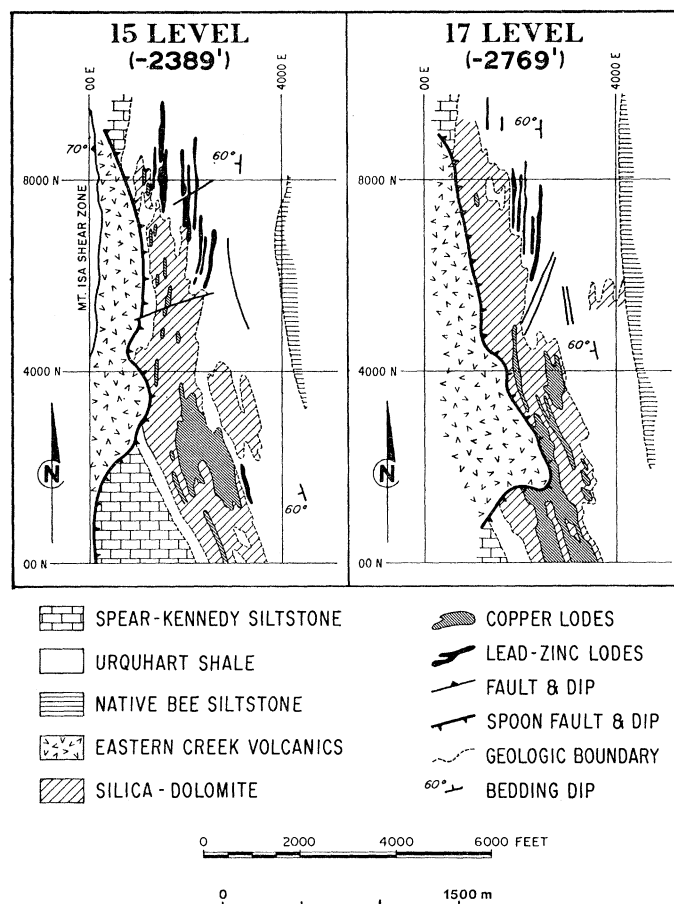 15 LEVEL
(-2389')
00 E
4000 E
70°
60°
8000 N
MT. ISA SHEAR ZONE
4000 N
N
60°
00 N
17 LEVEL
(-2769')
00 E
4000 E
60°
8000 N
60°
4000 N
N
00 N
SPEAR-KENNEDY SILTSTONE
URQUHART SHALE
NATIVE BEE SILTSTONE
EASTERN CREEK VOLCANICS
SILICA-DOLOMITE
COPPER LODES
LEAD-ZINC LODES
FAULT & DIP
SPOON FAULT & DIP
GEOLOGIC BOUNDARY
60° BEDDING DIP
0 2000 4000 6000 FEET
0 1500 m